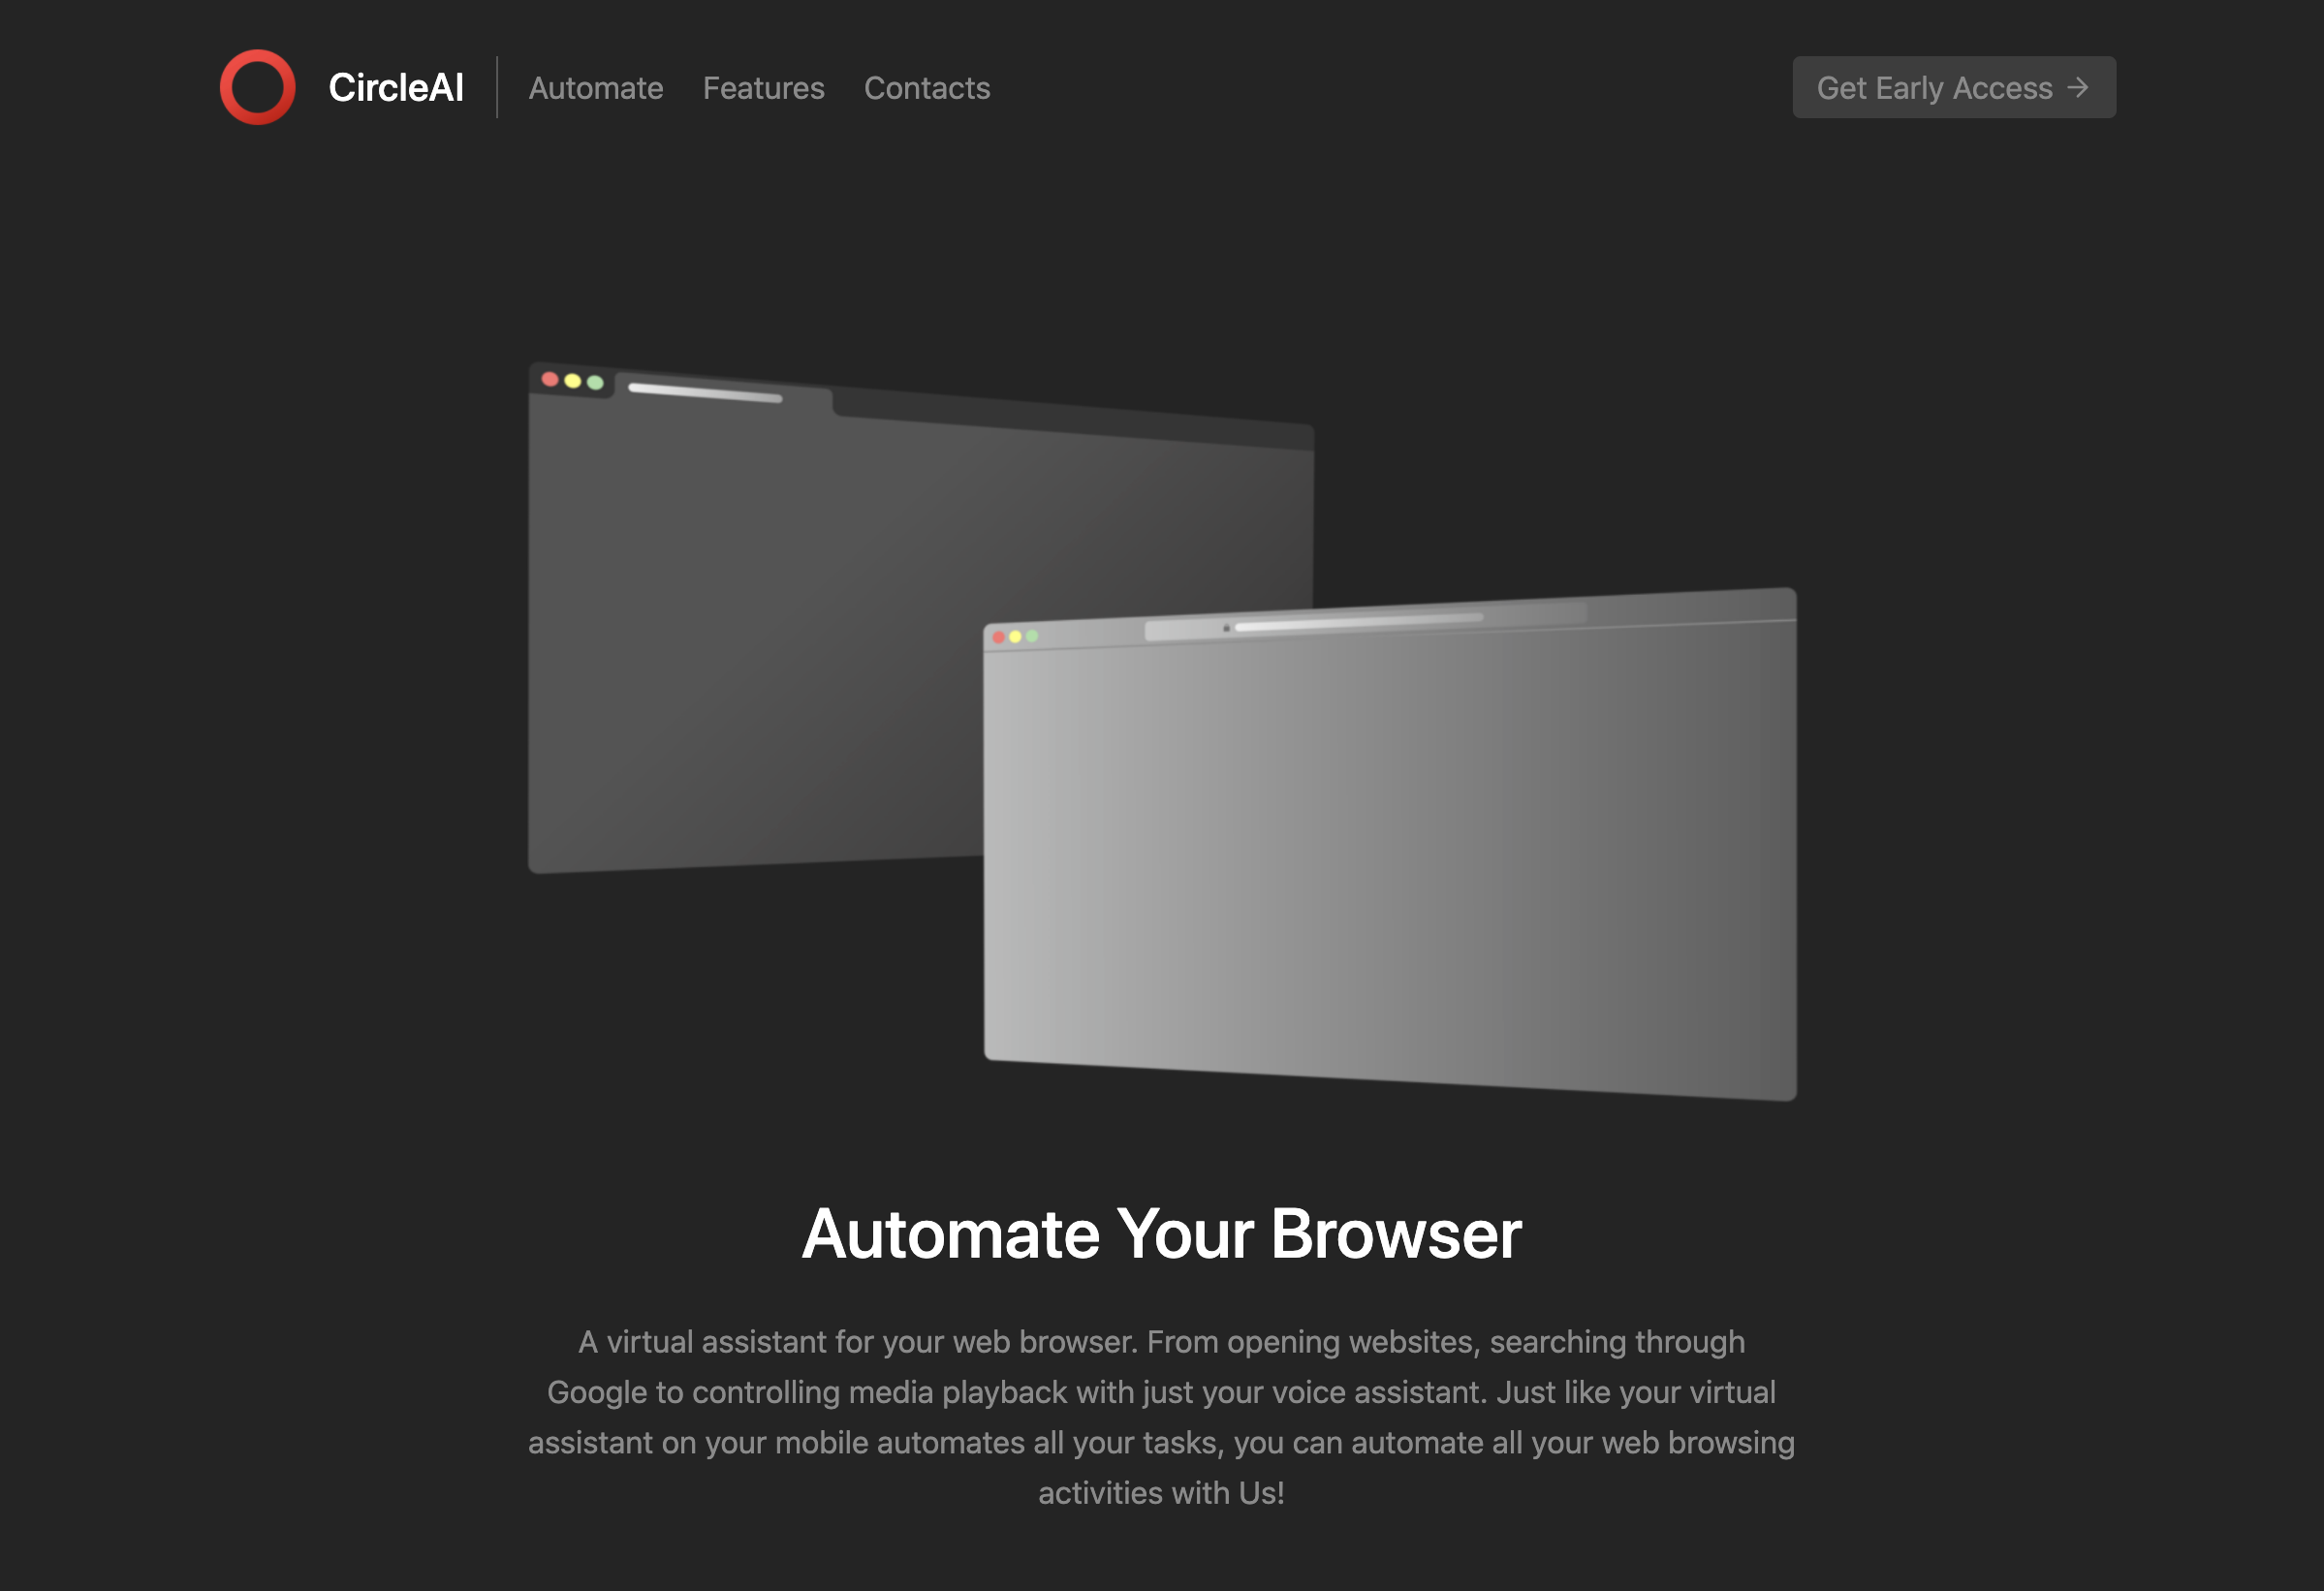 CircleAI
Automate
Features
Contacts
Get Early Access →
Automate Your Browser
A virtual assistant for your web browser. From opening websites, searching through
Google to controlling media playback with just your voice assistant. Just like your virtual
assistant on your mobile automates all your tasks, you can automate all your web browsing
activities with Us!